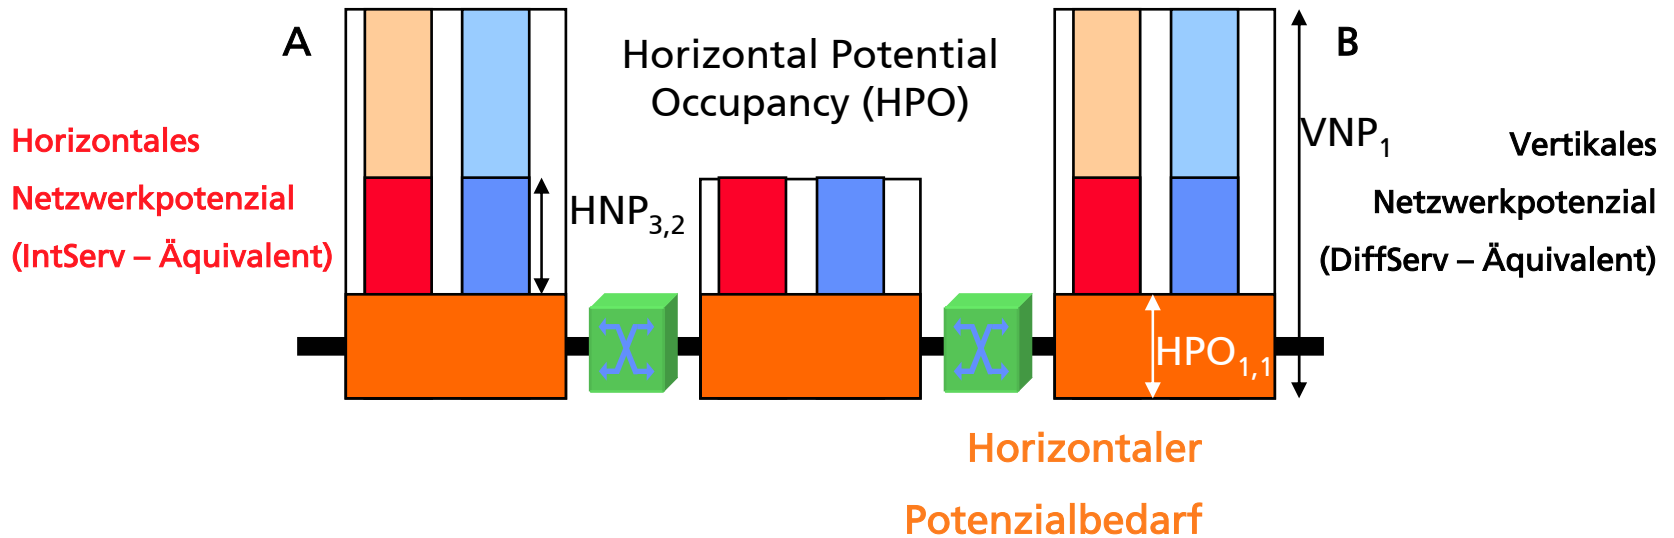 A
Horizontal Potential
Occupancy (HPO)
B
Horizontales
Netzwerkpotenzial
(IntServ – Äquivalent)
HNP3,2
VNP1
Vertikales
Netzwerkpotenzial
(DiffServ – Äquivalent)
HPO1,1
Horizontaler
Potenzialbedarf